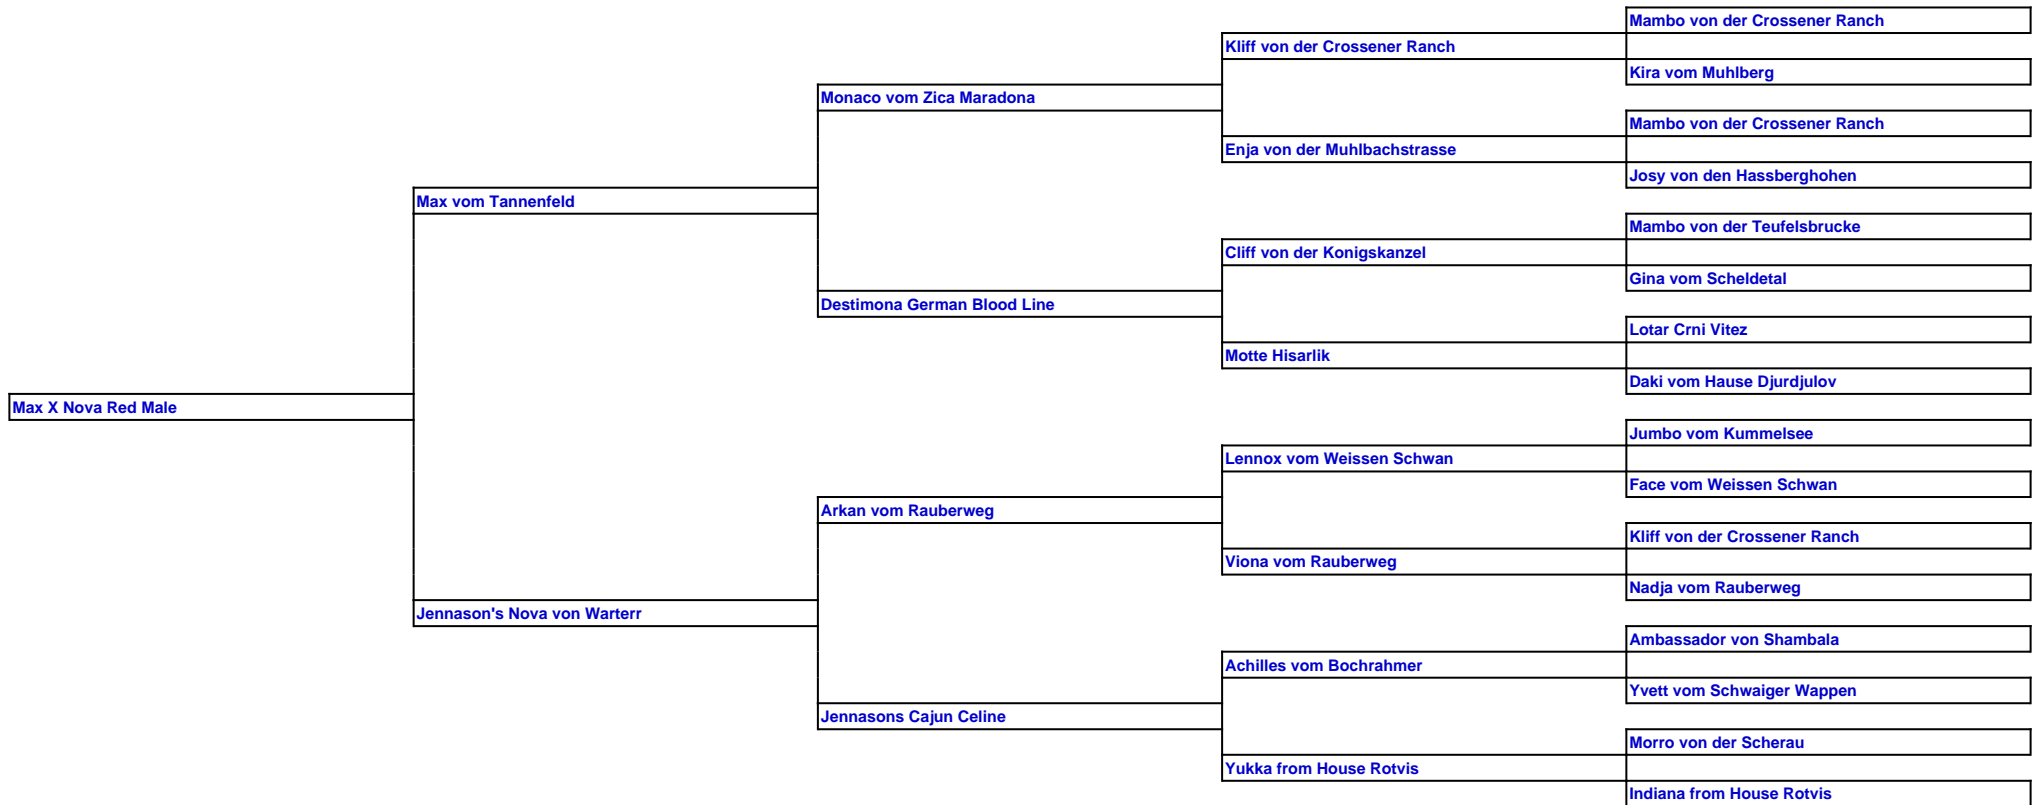 Mambo von der Crossener Ranch
Kliff von der Crossener Ranch
Kira vom Muhlberg
Monaco vom Zica Maradona
Mambo von der Crossener Ranch
Enja von der Muhlbachstrasse
Josy von den Hassberghohen
Max vom Tannenfeld
Mambo von der Teufelsbrucke
Cliff von der Konigskanzel
Gina vom Scheldetal
Destimona German Blood Line
Lotar Crni Vitez
Motte Hisarlik
Daki vom Hause Djurdjulov
Max X Nova Red Male
Jumbo vom Kummelsee
Lennox vom Weissen Schwan
Face vom Weissen Schwan
Arkan vom Rauberweg
Kliff von der Crossener Ranch
Viona vom Rauberweg
Nadja vom Rauberweg
Jennason's Nova von Warterr
Ambassador von Shambala
Achilles vom Bochrahmer
Yvett vom Schwaiger Wappen
Jennasons Cajun Celine
Morro von der Scherau
Yukka from House Rotvis
Indiana from House Rotvis